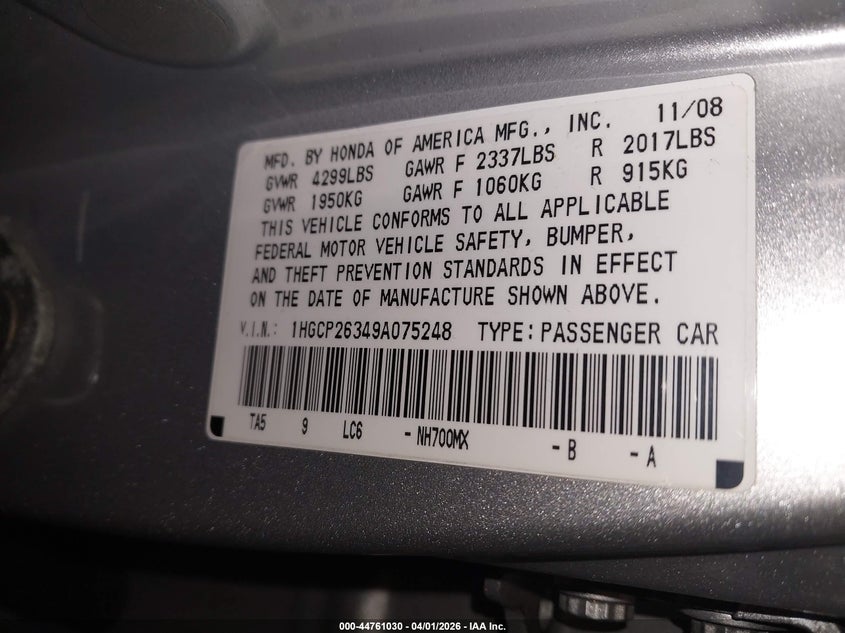 MFD. BY HONDA OF AMERICA MFG., INC. 11/08
GVWR 4299LBS GAWR F 2337LBS R 2017LBS
GVWR 1950KG GAWR F 1060KG R 915KG
THIS VEHICLE CONFORMS TO ALL APPLICABLE
FEDERAL MOTOR VEHICLE SAFETY, BUMPER,
AND THEFT PREVENTION STANDARDS IN EFFECT
ON THE DATE OF MANUFACTURE SHOWN ABOVE.
V.I.N.: 1HGCP26349A075248 TYPE:PASSENGER CAR
TA5 9 LC6 -NH700MX -B -A
000-44761030 - 04/01/2026 - IAA Inc.